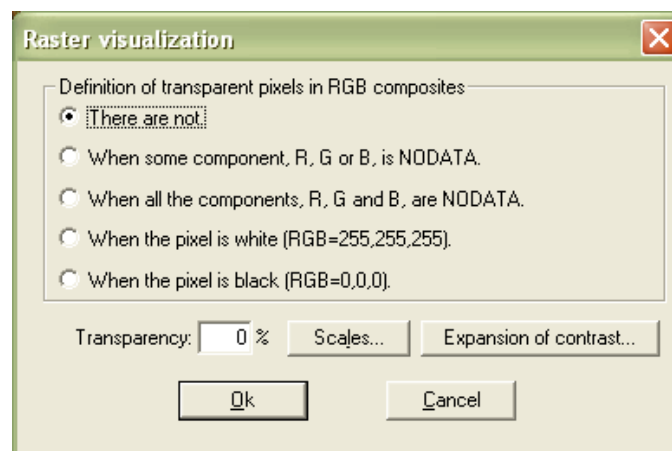 Raster visualization
Definition of transparent pixels in RGB composites
There are not.
When some component, R, G or B, is NODATA.
When all the components, R, G and B, are NODATA.
When the pixel is white (RGB=255,255,255).
When the pixel is black (RGB=0,0,0).
Transparency: 0 % Scales... Expansion of contrast...
Ok Cancel